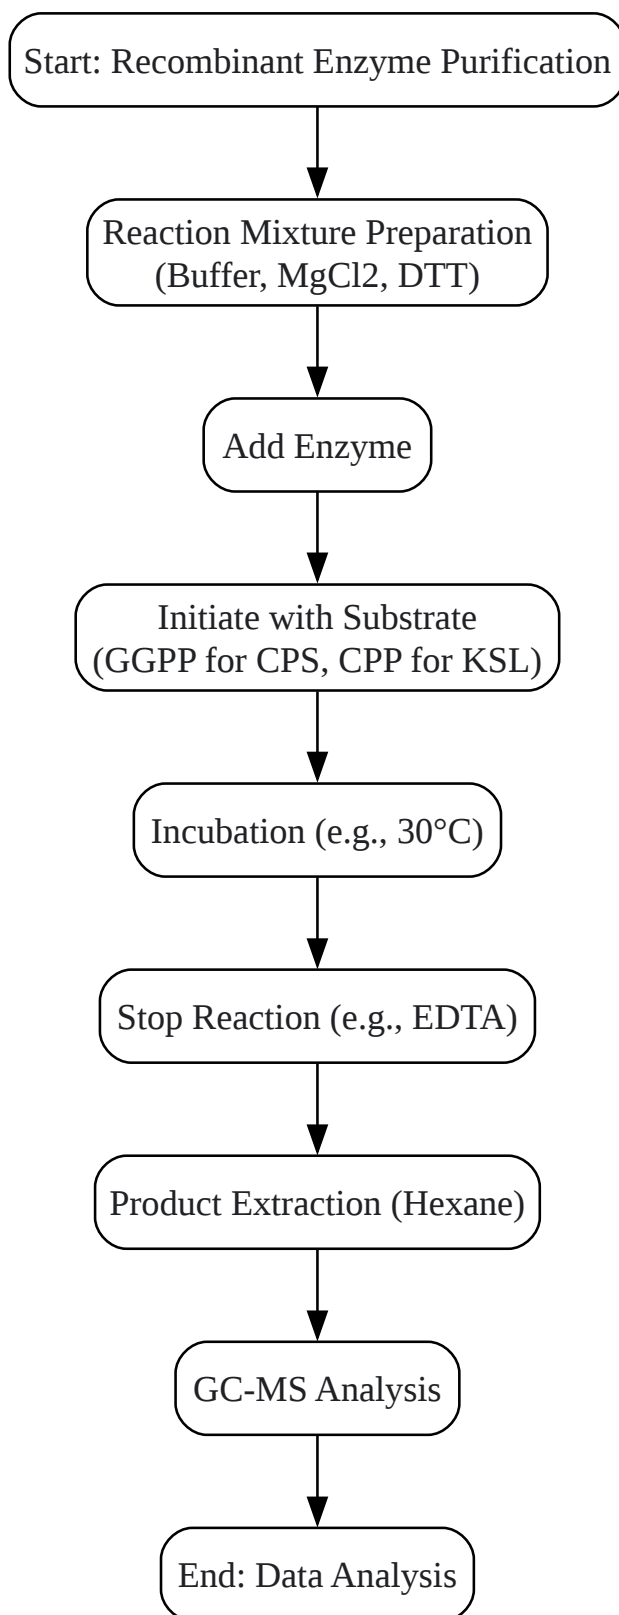 Start: Recombinant Enzyme Purification
Reaction Mixture Preparation
(Buffer, MgCl2, DTT)
Add Enzyme
Initiate with Substrate
(GGPP for CPS, CPP for KSL)
Incubation (e.g., 30°C)
Stop Reaction (e.g., EDTA)
Product Extraction (Hexane)
GC-MS Analysis
End: Data Analysis